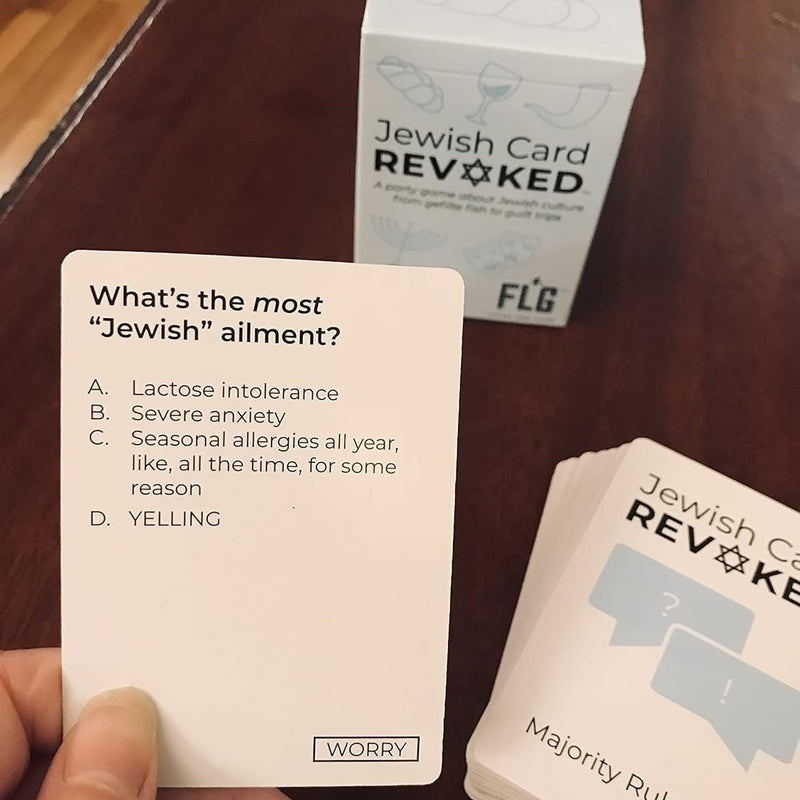 Jewish Card
REVOKED
A party game about Jewish culture
from gefilte fish to guilt trips
FLG
What's the most
"Jewish" ailment?
A. Lactose intolerance
B. Severe anxiety
C. Seasonal allergies all year,
like, all the time, for some
reason
D. YELLING
WORRY
Jewish Ca
REVOKE
?
!
Majority Rul